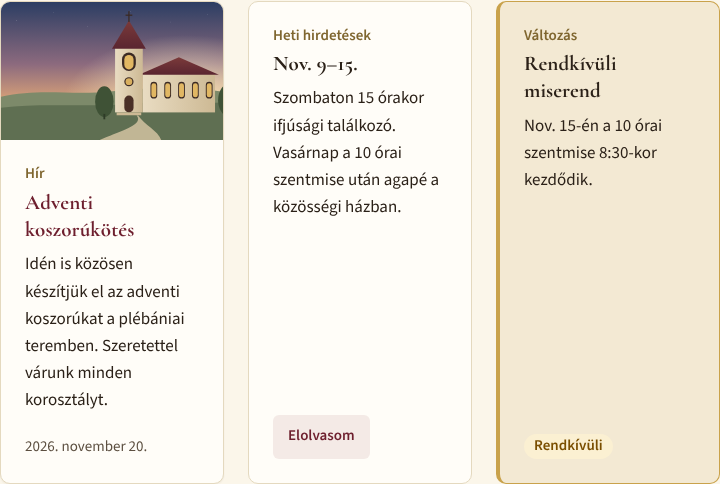 Hír
Adventi
koszorúkötés
Idén is közösen
készítjük el az adventi
koszorúkat a plébániai
teremben. Szeretettel
várunk minden
korosztályt.
2026. november 20.
Heti hirdetések
Nov. 9–15.
Szombaton 15 órakor
ifjúsági találkozó.
Vasárnap a 10 órai
szentmise után agapé a
közösségi házban.
Elolvasom
Változás
Rendkívüli
miserend
Nov. 15-én a 10 órai
szentmise 8:30-kor
kezdődik.
Rendkívüli